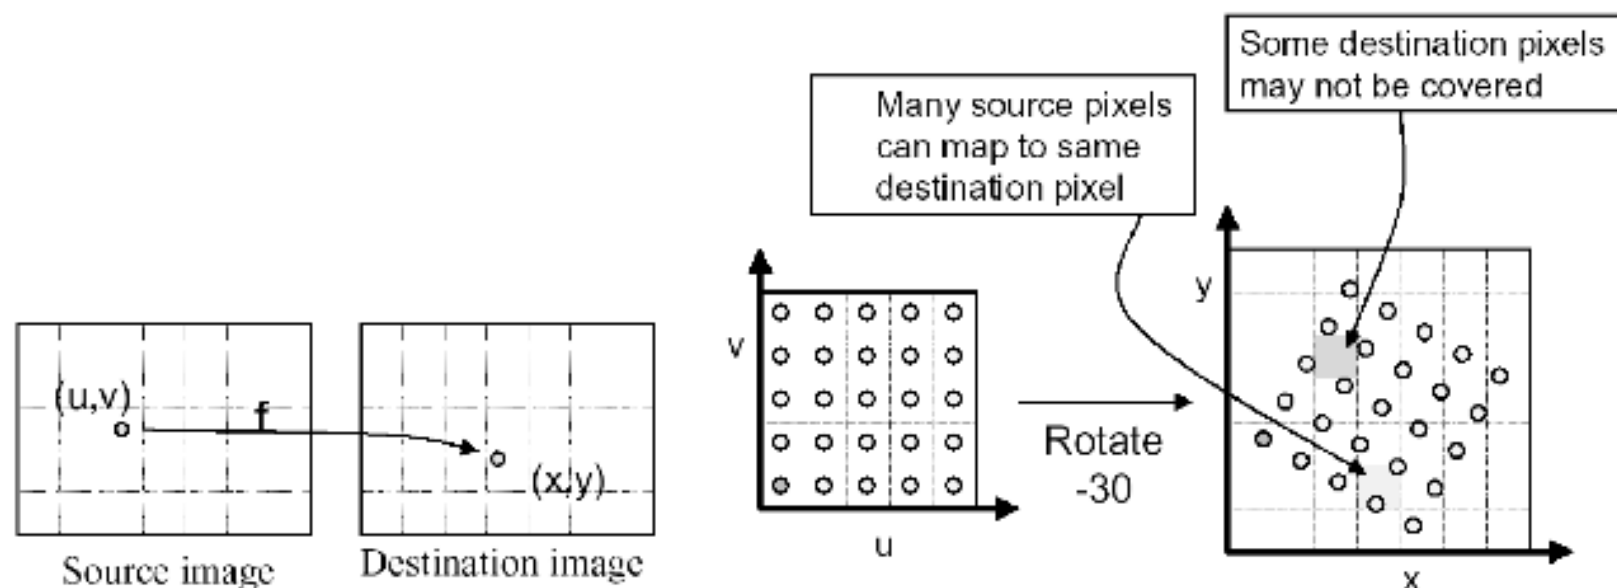 (u,v)
f
(x,y)
Source image
Destination image
Many source pixels
can map to same
destination pixel
Some destination pixels
may not be covered
v
u
Rotate
-30
y
x